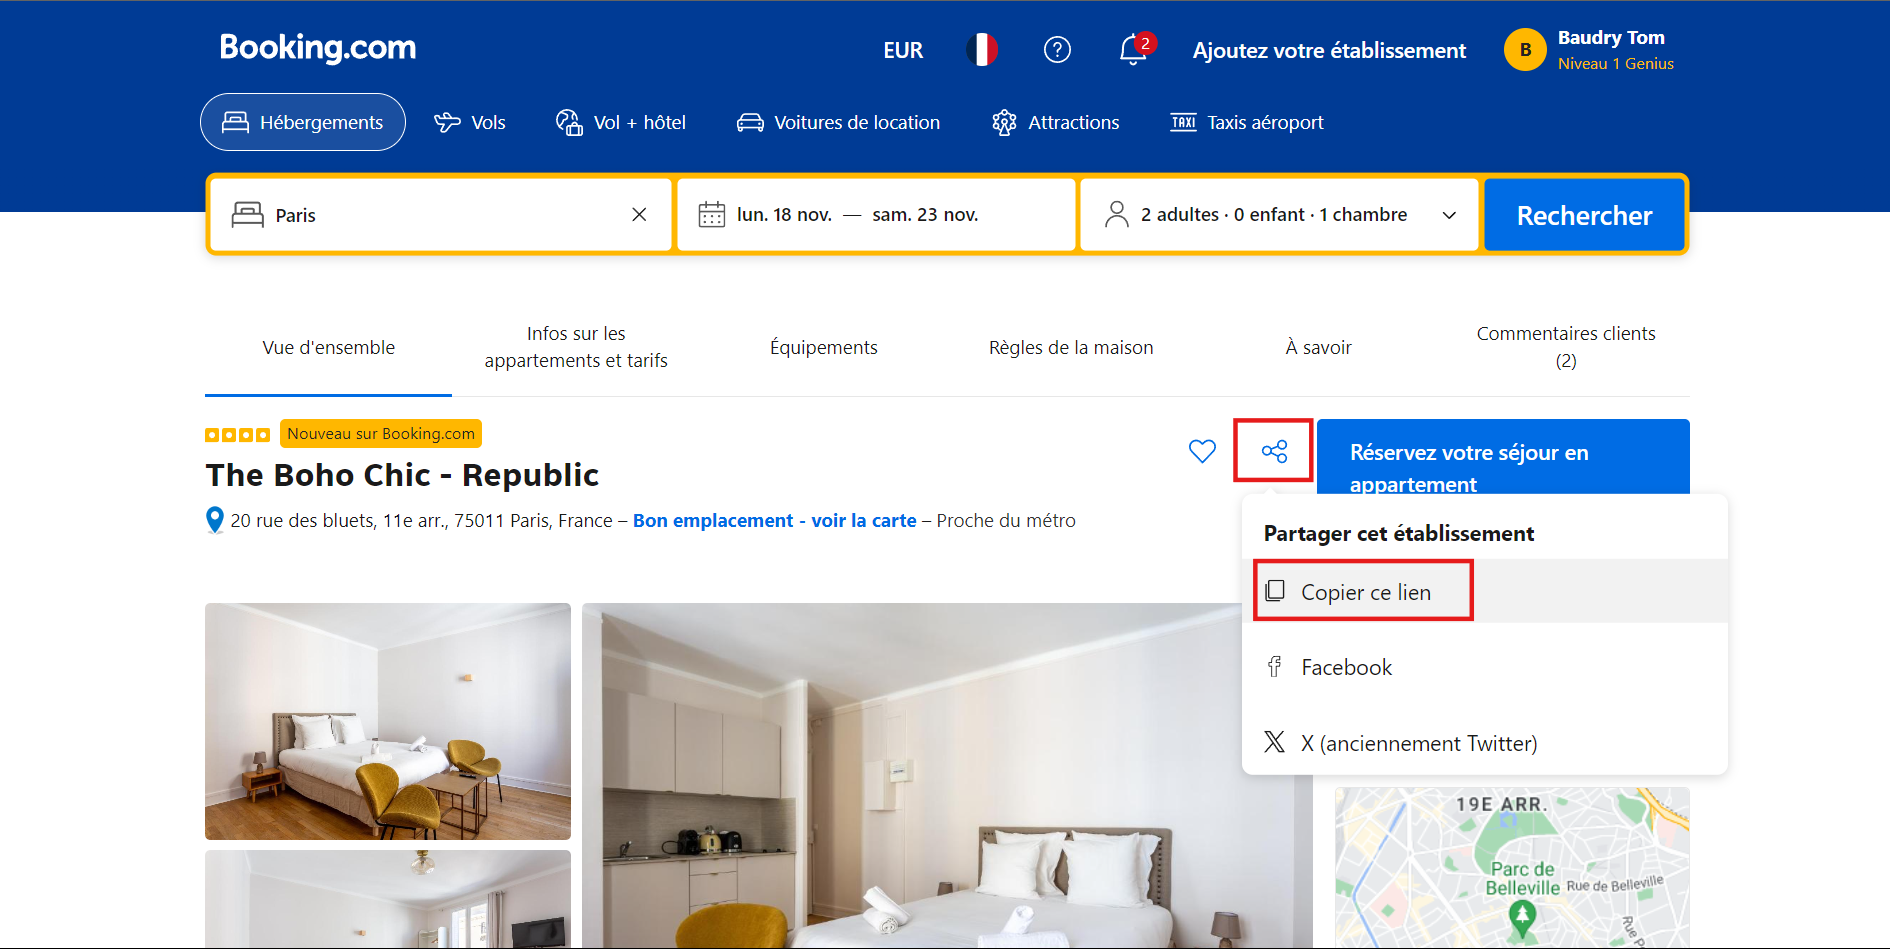 Booking.com
EUR
2
Ajoutez votre établissement
B
Baudry Tom
Niveau 1 Genius
Hébergements
Vols
Vol + hôtel
Voitures de location
Attractions
TAXI
Taxis aéroport
Paris
lun. 18 nov. — sam. 23 nov.
2 adultes · 0 enfant · 1 chambre
Rechercher
Vue d'ensemble
Infos sur les
appartements et tarifs
Équipements
Règles de la maison
À savoir
Commentaires clients
(2)
Nouveau sur Booking.com
The Boho Chic - Republic
20 rue des bluets, 11e arr., 75011 Paris, France – Bon emplacement - voir la carte – Proche du métro
Réservez votre séjour en
appartement
Partager cet établissement
Copier ce lien
Facebook
X (anciennement Twitter)
19E ARR.
Parc de
Belleville
Rue de Belleville